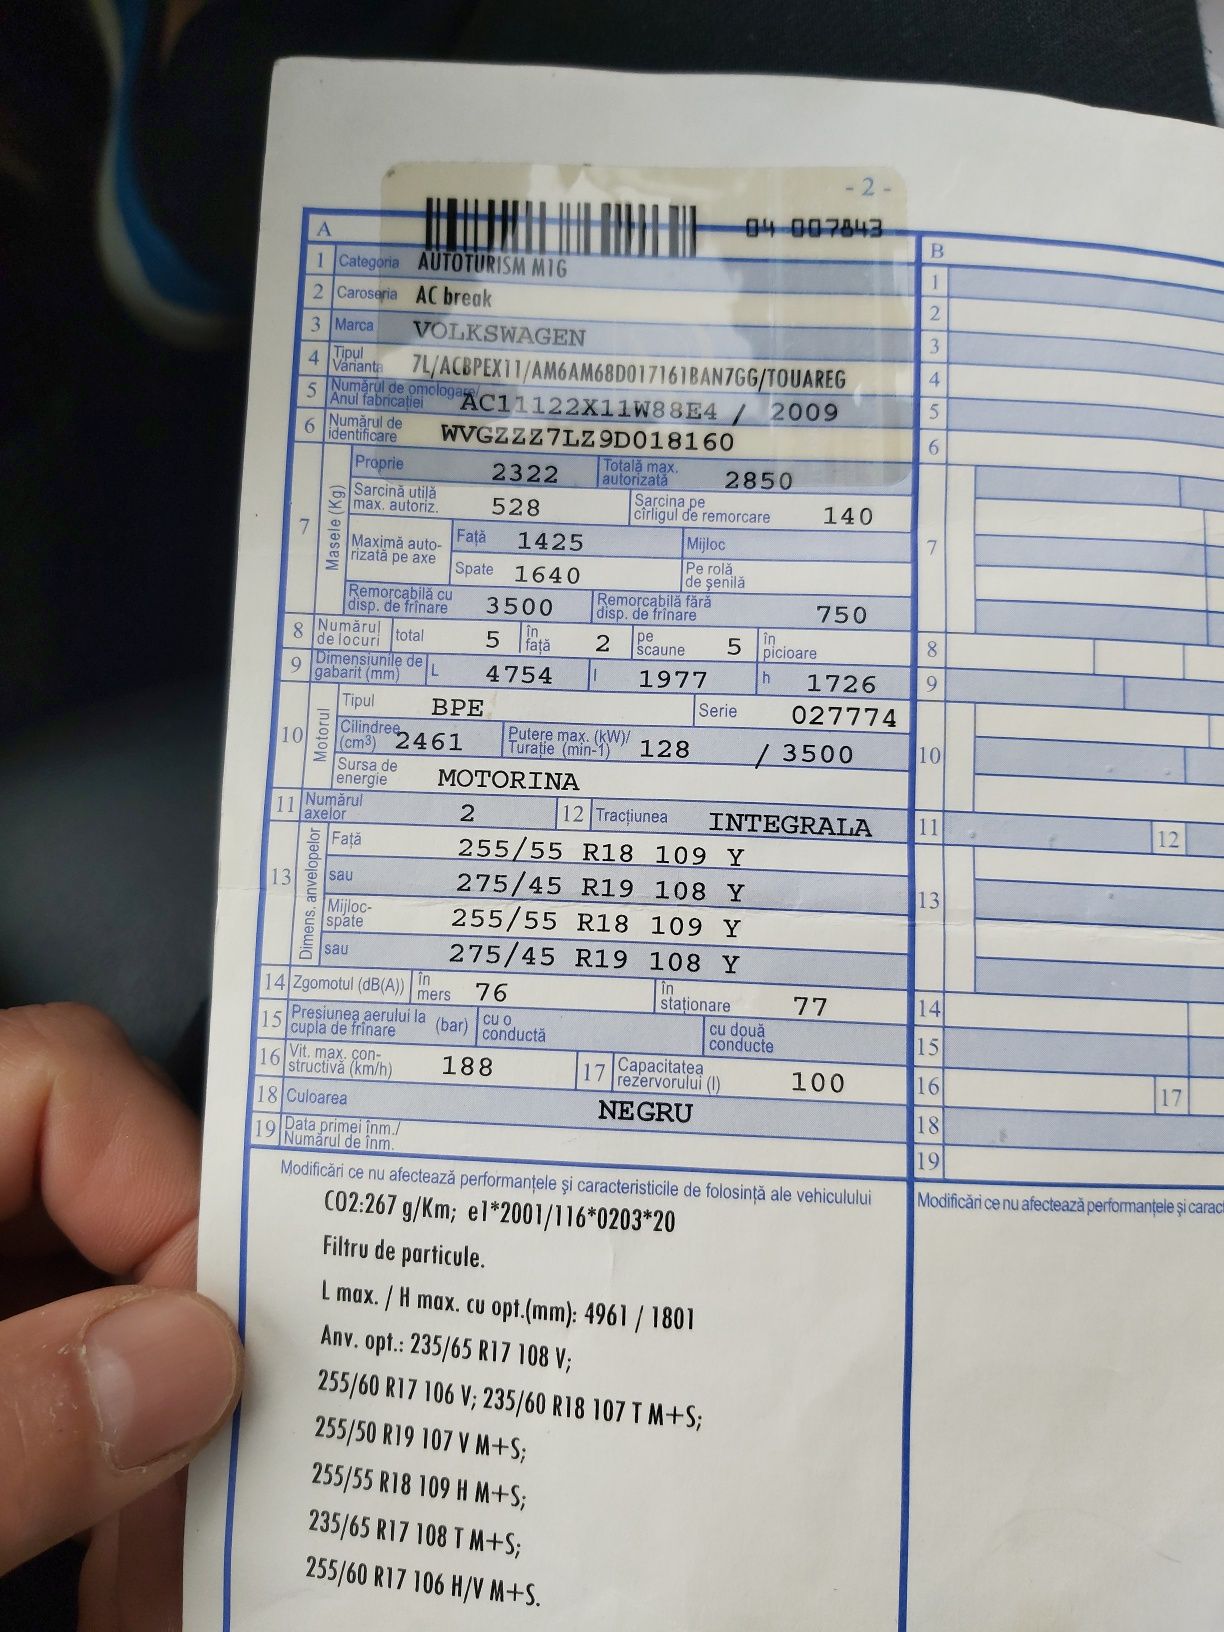 - 2 -
04 007843
A
1 Categoria AUTOTURISM M1G
2 Caroseria AC break
3 Marca VOLKSWAGEN
4 Tipul Varianta 7L/ACBPEX11/AM6AM68D017161BAN7GG/TOUAREG
5 Numărul de omologare/ Anul fabricației AC11122X11W88E4 / 2009
6 Numărul de identificare WVGZZZ7LZ9D018160
7 Masele (Kg)
Proprie 2322 Totală max. autorizată 2850
Sarcină utilă max. autoriz. 528 Sarcina pe cîrligul de remorcare 140
Maximă autorizată pe axe Față 1425 Mijloc
Spate 1640 Pe rolă de șenilă
Remorcabilă cu disp. de frînare 3500 Remorcabilă fără disp. de frînare 750
8 Numărul de locuri total 5 în față 2 pe scaune 5 în picioare
9 Dimensiunile de gabarit (mm) L 4754 l 1977 h 1726
10 Motorul
Tipul BPE Serie 027774
Cilindree (cm³) 2461 Putere max. (kW)/ Turație (min-1) 128 / 3500
Sursa de energie MOTORINA
11 Numărul axelor 2 12 Tracțiunea INTEGRALA
13 Dimens. anvelopelor
Față 255/55 R18 109 Y
sau 275/45 R19 108 Y
Mijloc-spate 255/55 R18 109 Y
sau 275/45 R19 108 Y
14 Zgomotul (dB(A)) în mers 76 în staționare 77
15 Presiunea aerului la cupla de frînare (bar) cu o conductă cu două conducte
16 Vit. max. constructivă (km/h) 188 17 Capacitatea rezervorului (l) 100
18 Culoarea NEGRU
19 Data primei înm./ Numărul de înm.
Modificări ce nu afectează performanțele și caracteristicile de folosință ale vehiculului
CO2:267 g/Km; e1*2001/116*0203*20
Filtru de particule.
L max. / H max. cu opt.(mm): 4961 / 1801
Anv. opt.: 235/65 R17 108 V;
255/60 R17 106 V; 235/60 R18 107 T M+S;
255/50 R19 107 V M+S;
255/55 R18 109 H M+S;
235/65 R17 108 T M+S;
255/60 R17 106 H/V M+S.
B
1
2
3
4
5
6
7
8
9
10
11 12
13
14
15
16 17
18
19
Modificări ce nu afectează performanțele și caract